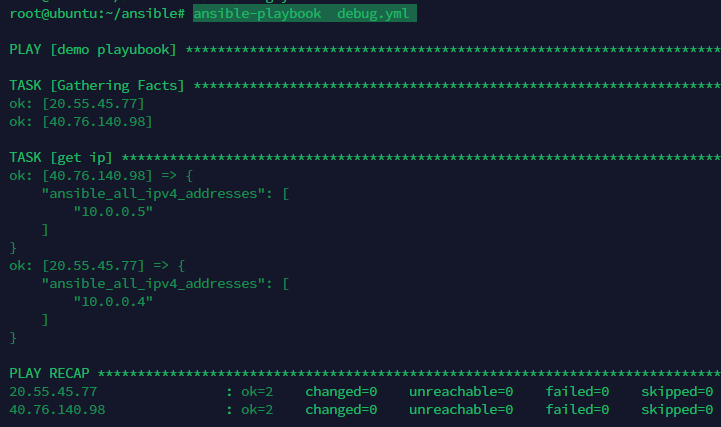 root@ubuntu:~/ansible# ansible-playbook  debug.yml
PLAY [demo playubook] *******************************************************************
TASK [Gathering Facts] ******************************************************************
ok: [20.55.45.77]
ok: [40.76.140.98]
TASK [get ip] ***************************************************************************
ok: [40.76.140.98] => {
    "ansible_all_ipv4_addresses": [
        "10.0.0.5"
    ]
}
ok: [20.55.45.77] => {
    "ansible_all_ipv4_addresses": [
        "10.0.0.4"
    ]
}
PLAY RECAP ******************************************************************************
20.55.45.77                : ok=2    changed=0    unreachable=0    failed=0    skipped=0
40.76.140.98               : ok=2    changed=0    unreachable=0    failed=0    skipped=0